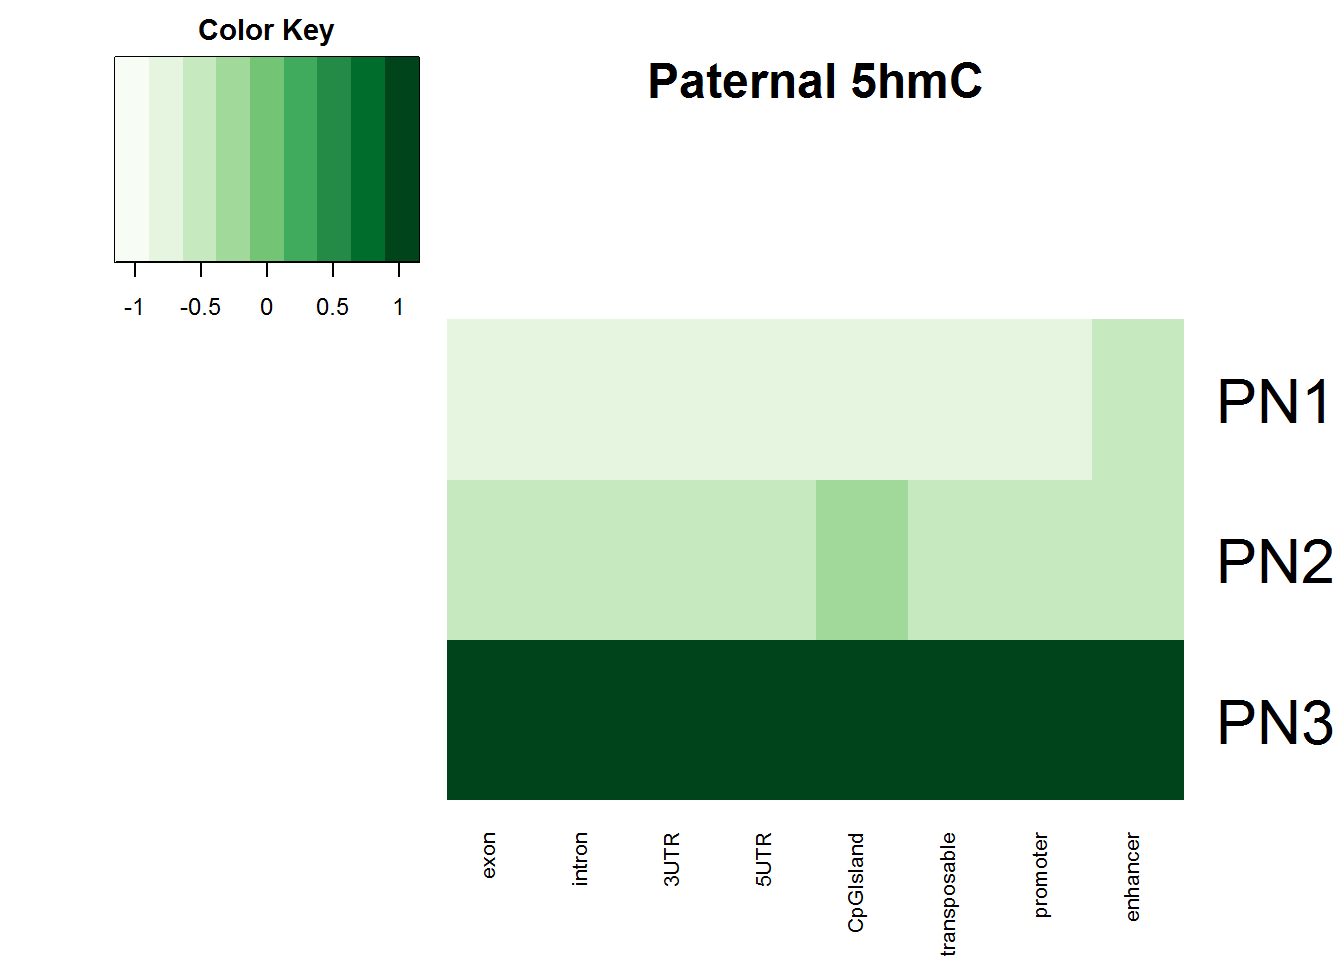 Color Key
Paternal 5hmC
-1 -0.5 0 0.5 1
PN1
PN2
PN3
exon
intron
3UTR
5UTR
CpGIsland
transposable
promoter
enhancer